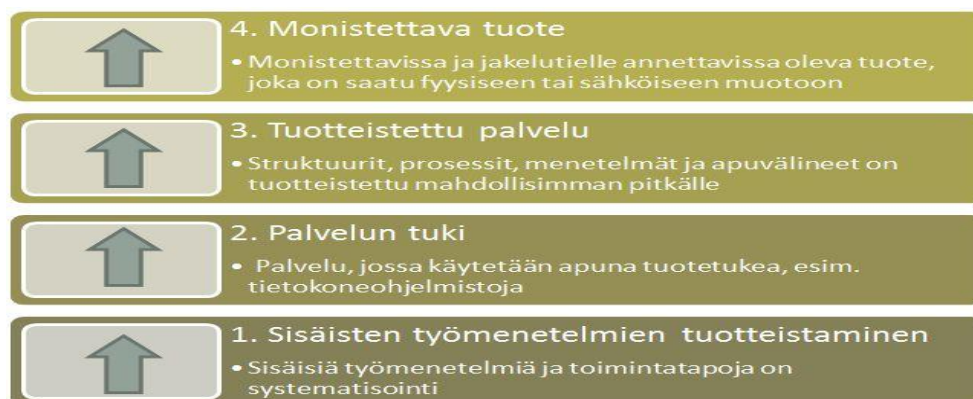 4. Monistettava tuote
• Monistettavissa ja jakelutielle annettavissa oleva tuote,
joka on saatu fyysiseen tai sähköiseen muotoon
3. Tuotteistettu palvelu
• Struktuurit, prosessit, menetelmät ja apuvälineet on
tuotteistettu mahdollisimman pitkälle
2. Palvelun tuki
• Palvelu, jossa käytetään apuna tuotetukea, esim.
tietokoneohjelmistoja
1. Sisäisten työmenetelmien tuotteistaminen
• Sisäisiä työmenetelmiä ja toimintatapoja on
systematisointi